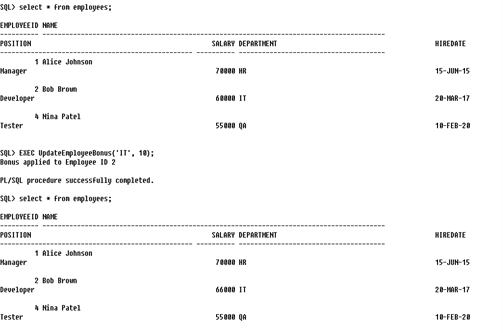 SQL> select * from employees;
EMPLOYEEID NAME
---------- ----------------------------------------------------------------------------------------------------
POSITION                                               SALARY DEPARTMENT                                         HIREDATE
-------------------------------------------------- ---------- -------------------------------------------------- ---------
1 Alice Johnson
Manager                                                 70000 HR                                                 15-JUN-15
2 Bob Brown
Developer                                               60000 IT                                                 20-MAR-17
4 Nina Patel
Tester                                                  55000 QA                                                 10-FEB-20
SQL> EXEC UpdateEmployeeBonus('IT', 10);
Bonus applied to Employee ID 2
PL/SQL procedure successfully completed.
SQL> select * from employees;
EMPLOYEEID NAME
---------- ----------------------------------------------------------------------------------------------------
POSITION                                               SALARY DEPARTMENT                                         HIREDATE
-------------------------------------------------- ---------- -------------------------------------------------- ---------
1 Alice Johnson
Manager                                                 70000 HR                                                 15-JUN-15
2 Bob Brown
Developer                                               66000 IT                                                 20-MAR-17
4 Nina Patel
Tester                                                  55000 QA                                                 10-FEB-20